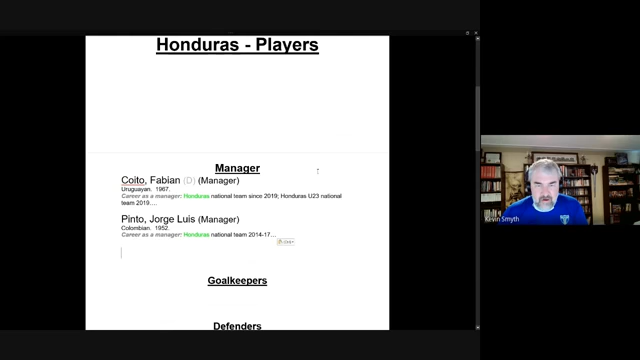 Honduras - Players
Manager
Coito, Fabian (D) (Manager)
Uruguayan. 1967.
Career as a manager: Honduras national team since 2019; Honduras U23 national
team 2019....
Pinto, Jorge Luis (Manager)
Colombian. 1952.
Career as a manager: Honduras national team 2014-17...
(Ctrl)
Goalkeepers
Defenders
Kevin Smyth